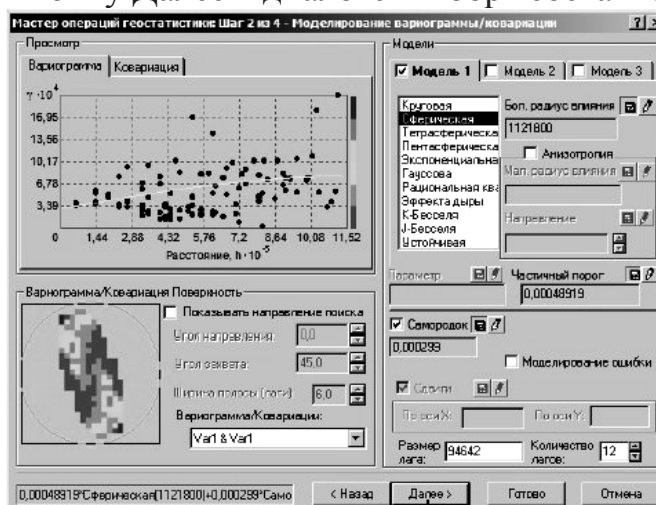 Мастер операций геостатистики: Шаг 2 из 4 - Моделирование вариограммы/ковариации
Просмотр
Вариограмма Ковариация
γ·10⁴
16,95
13,56
10,17
6,78
3,39
0 1,44 2,88 4,32 5,76 7,2 8,64 10,08 11,52
Расстояние, h·10⁻⁵
Вариограмма/Ковариация Поверхность
Показывать направление поиска
Угол направления: 0,0
Угол захвата: 45,0
Ширина полосы (лаги) 6,0
Вариограмма/Ковариации:
Var1 & Var1
Модели
Модель 1 Модель 2 Модель 3
Круговая
Сферическая
Тетрасферическа
Пентасферическа
Экспоненциальна
Гауссова
Рациональная ква
Эффекта дыры
К-Бесселя
J-Бесселя
Устойчивая
Бол. радиус влияния
1121800
Анизотропия
Мал. радиус влияния
Направление
Параметр
Частичный порог
0,00048919
Самородок
0,000299
Моделирование ошибки
Сдвиги
По оси X: По оси Y:
Размер лага: 94642
Количество лагов: 12
0,00048919*Сферическая(1121800)+0,000299*Само
< Назад Далее > Готово Отмена